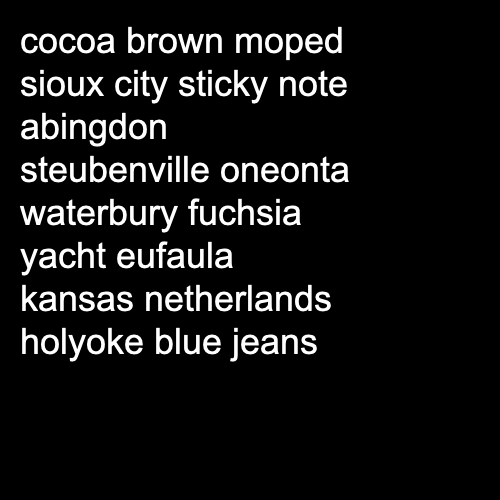 cocoa brown moped
sioux city sticky note
abingdon
steubenville oneonta
waterbury fuchsia
yacht eufaula
kansas netherlands
holyoke blue jeans